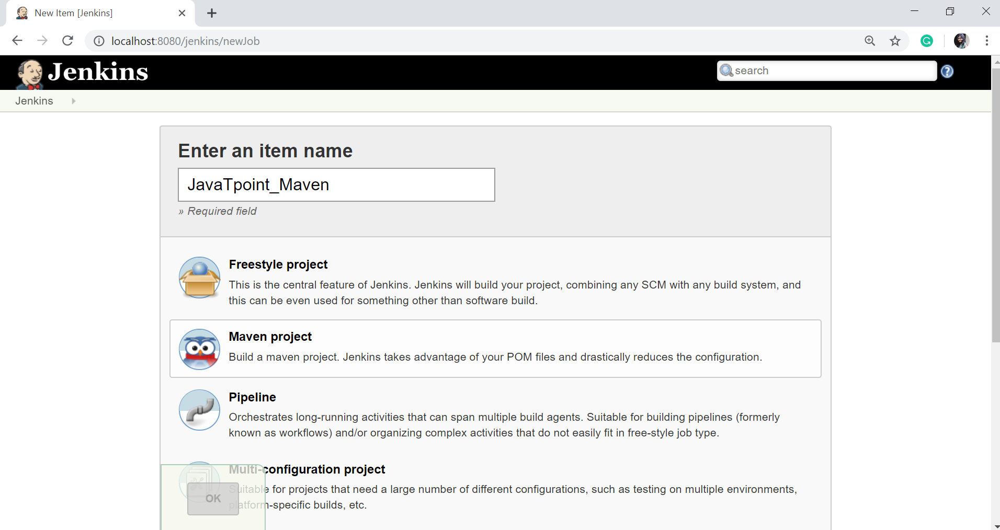 New Item [Jenkins]
localhost:8080/jenkins/newJob
Jenkins
search
Jenkins
Enter an item name
JavaTpoint_Maven
» Required field
Freestyle project
This is the central feature of Jenkins. Jenkins will build your project, combining any SCM with any build system, and
this can be even used for something other than software build.
Maven project
Build a maven project. Jenkins takes advantage of your POM files and drastically reduces the configuration.
Pipeline
Orchestrates long-running activities that can span multiple build agents. Suitable for building pipelines (formerly
known as workflows) and/or organizing complex activities that do not easily fit in free-style job type.
Multi-configuration project
Suitable for projects that need a large number of different configurations, such as testing on multiple environments,
platform-specific builds, etc.
OK